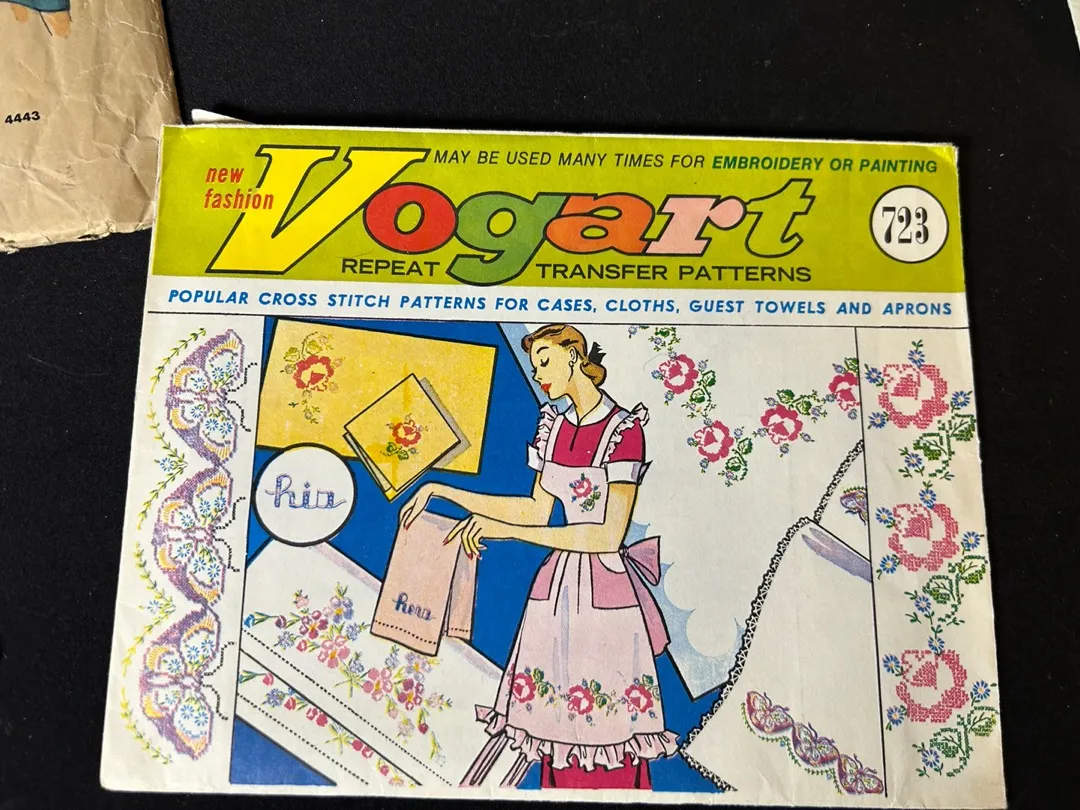 4443
new
fashion
Vogart
MAY BE USED MANY TIMES FOR EMBROIDERY OR PAINTING
723
REPEAT TRANSFER PATTERNS
POPULAR CROSS STITCH PATTERNS FOR CASES, CLOTHS, GUEST TOWELS AND APRONS
his
hers